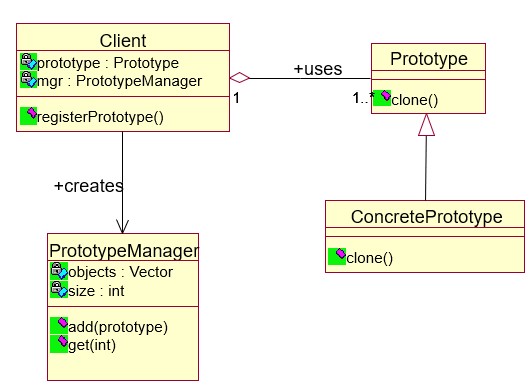 Client
prototype : Prototype
mgr : PrototypeManager
registerPrototype()
+uses
1
1..*
Prototype
clone()
+creates
ConcretePrototype
clone()
PrototypeManager
objects : Vector
size : int
add(prototype)
get(int)